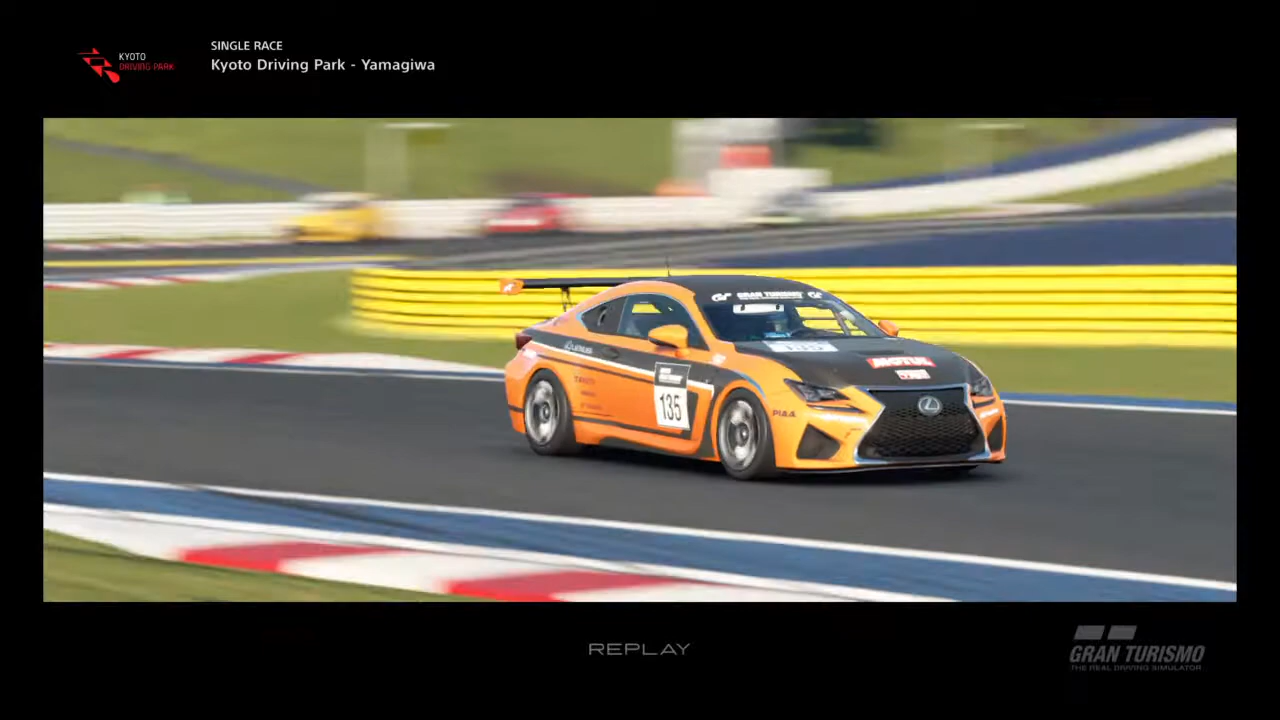 KYOTO
DRIVING PARK
SINGLE RACE
Kyoto Driving Park - Yamagiwa
GRAN TURISMO
LEXUS
135
135
MOTUL
PIAA
REPLAY
GRAN TURISMO
THE REAL DRIVING SIMULATOR